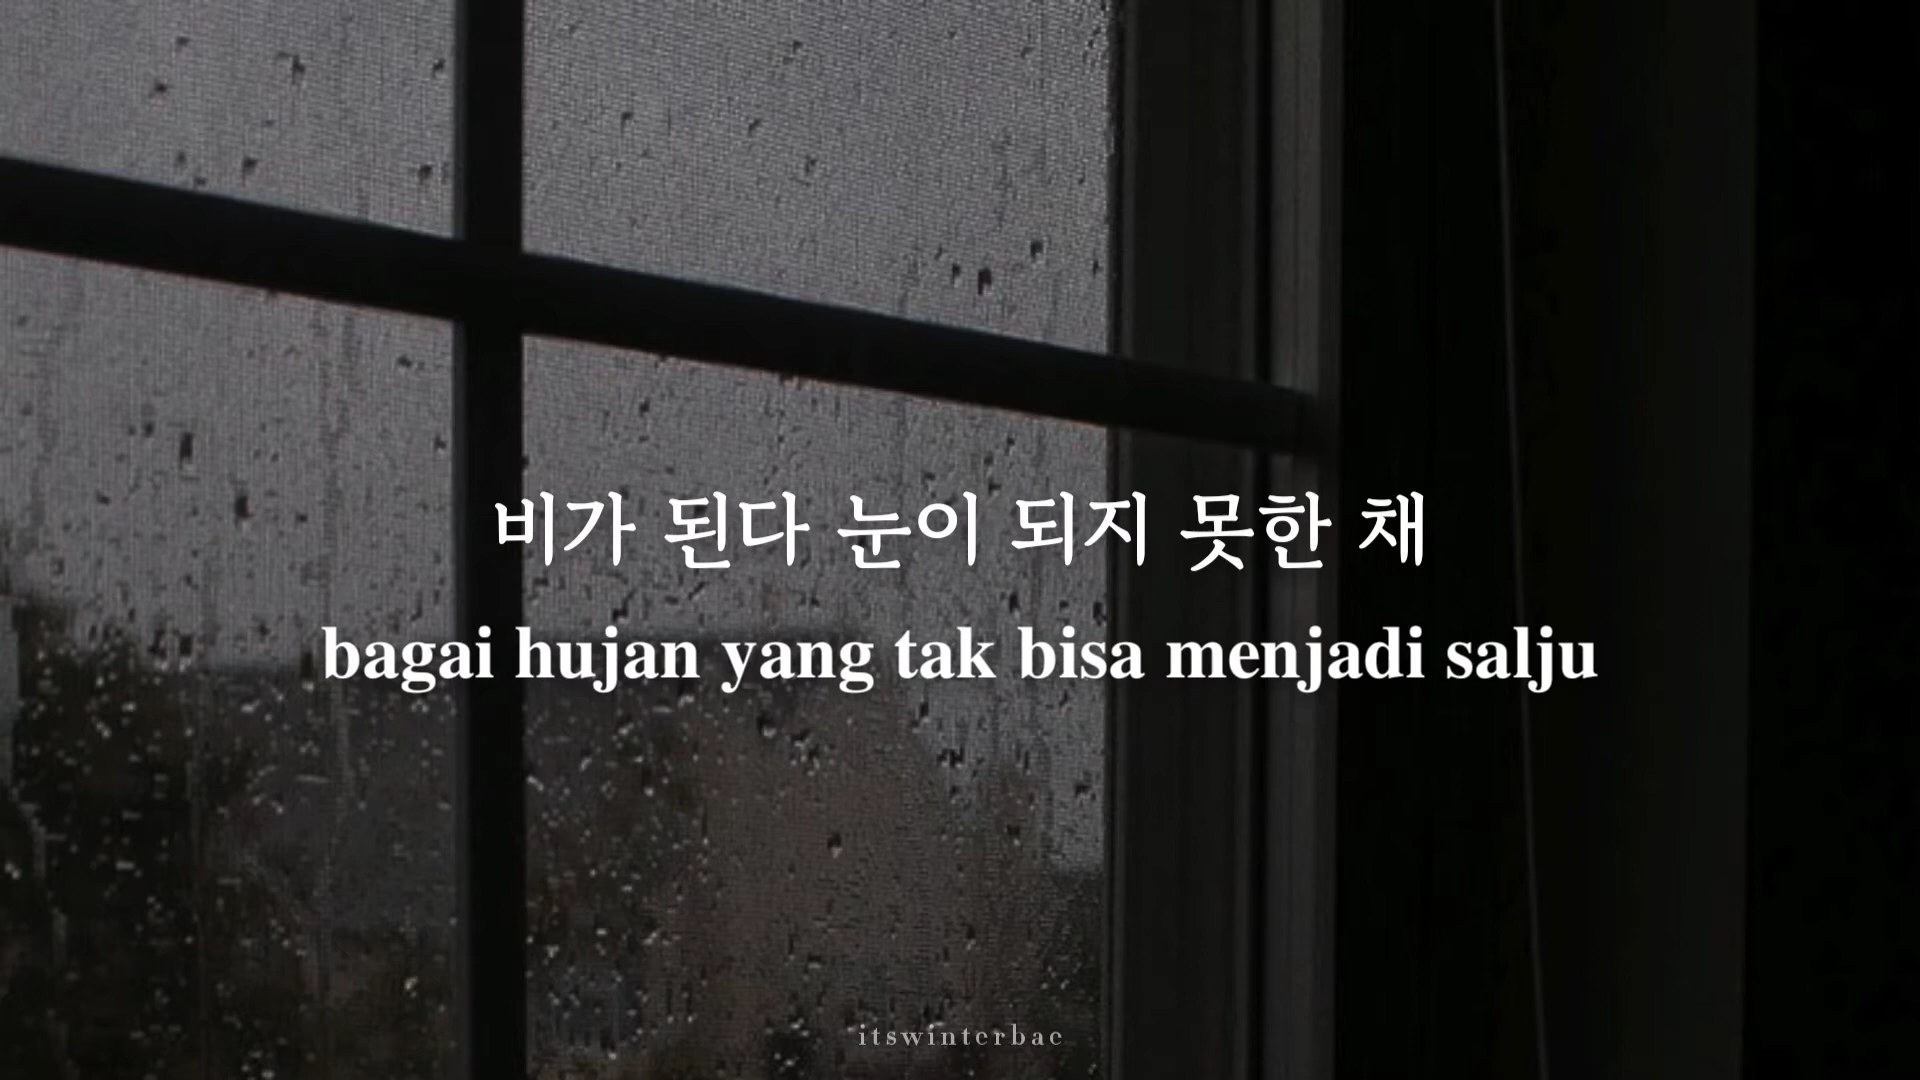 비가 된다 눈이 되지 못한 채
bagai hujan yang tak bisa menjadi salju
itswinterbae